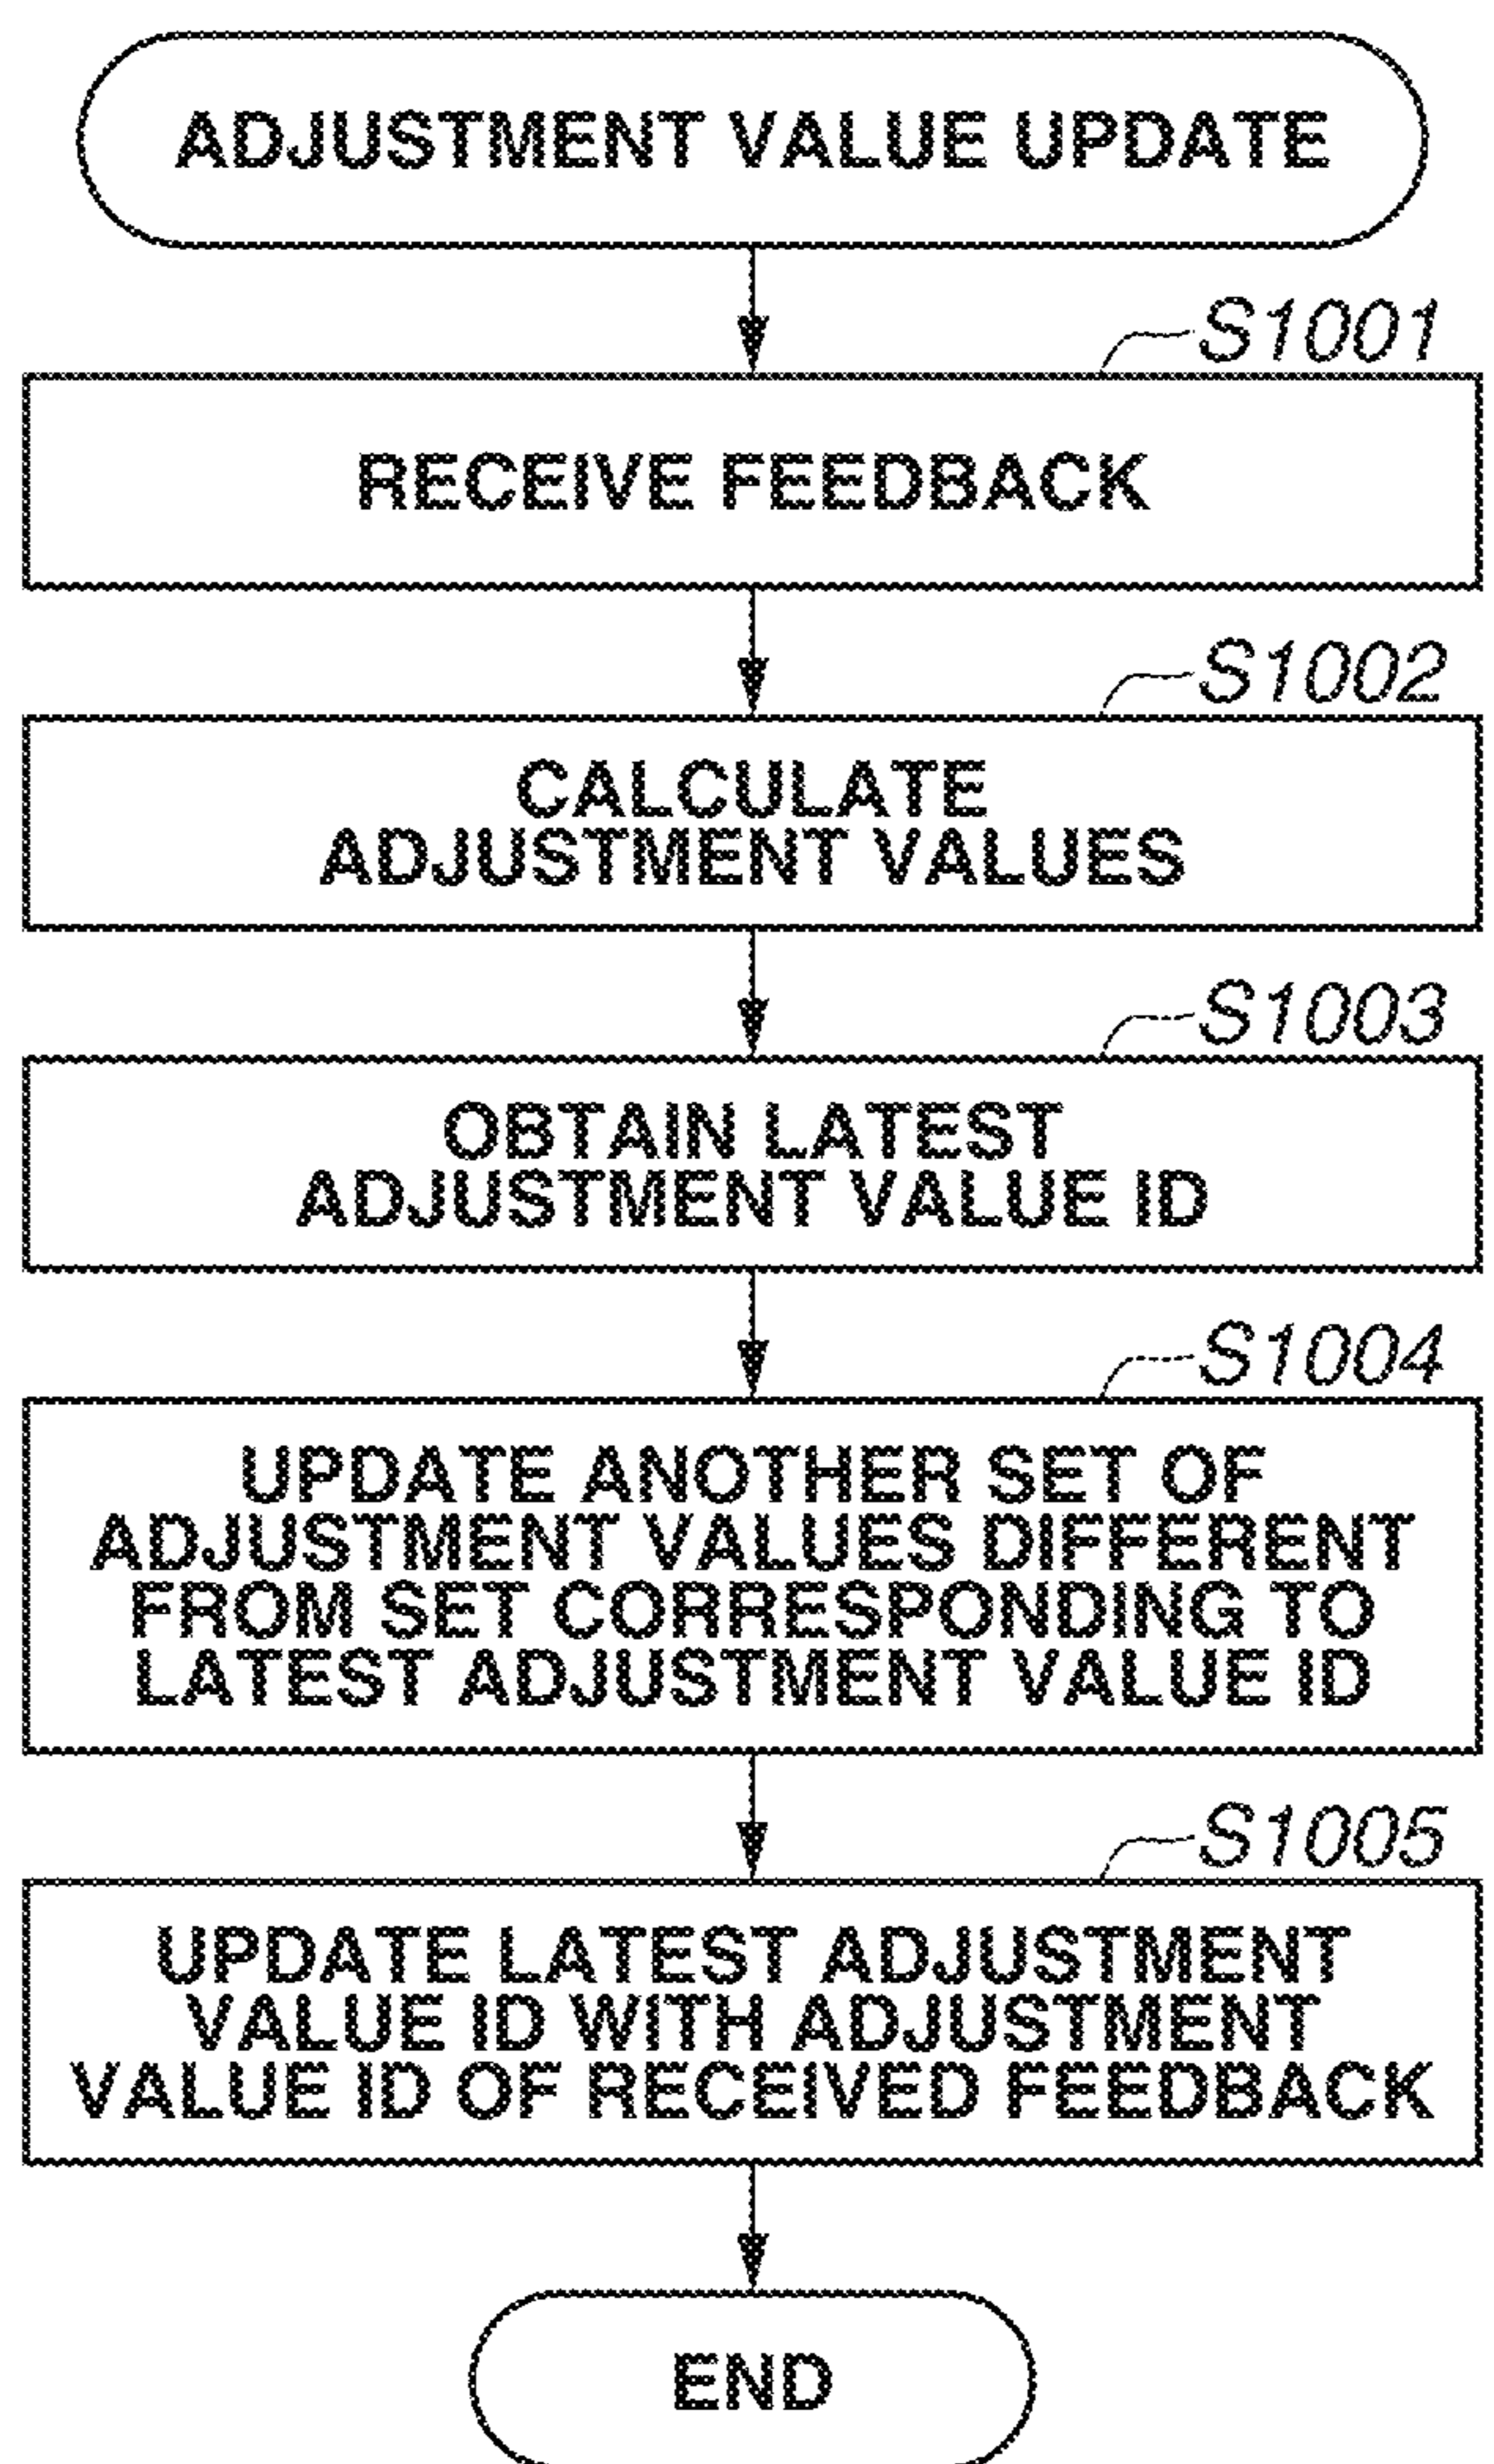 ADJUSTMENT VALUE UPDATE
S1001
RECEIVE FEEDBACK
S1002
CALCULATE
ADJUSTMENT VALUES
S1003
OBTAIN LATEST
ADJUSTMENT VALUE ID
S1004
UPDATE ANOTHER SET OF
ADJUSTMENT VALUES DIFFERENT
FROM SET CORRESPONDING TO
LATEST ADJUSTMENT VALUE ID
S1005
UPDATE LATEST ADJUSTMENT
VALUE ID WITH ADJUSTMENT
VALUE ID OF RECEIVED FEEDBACK
END